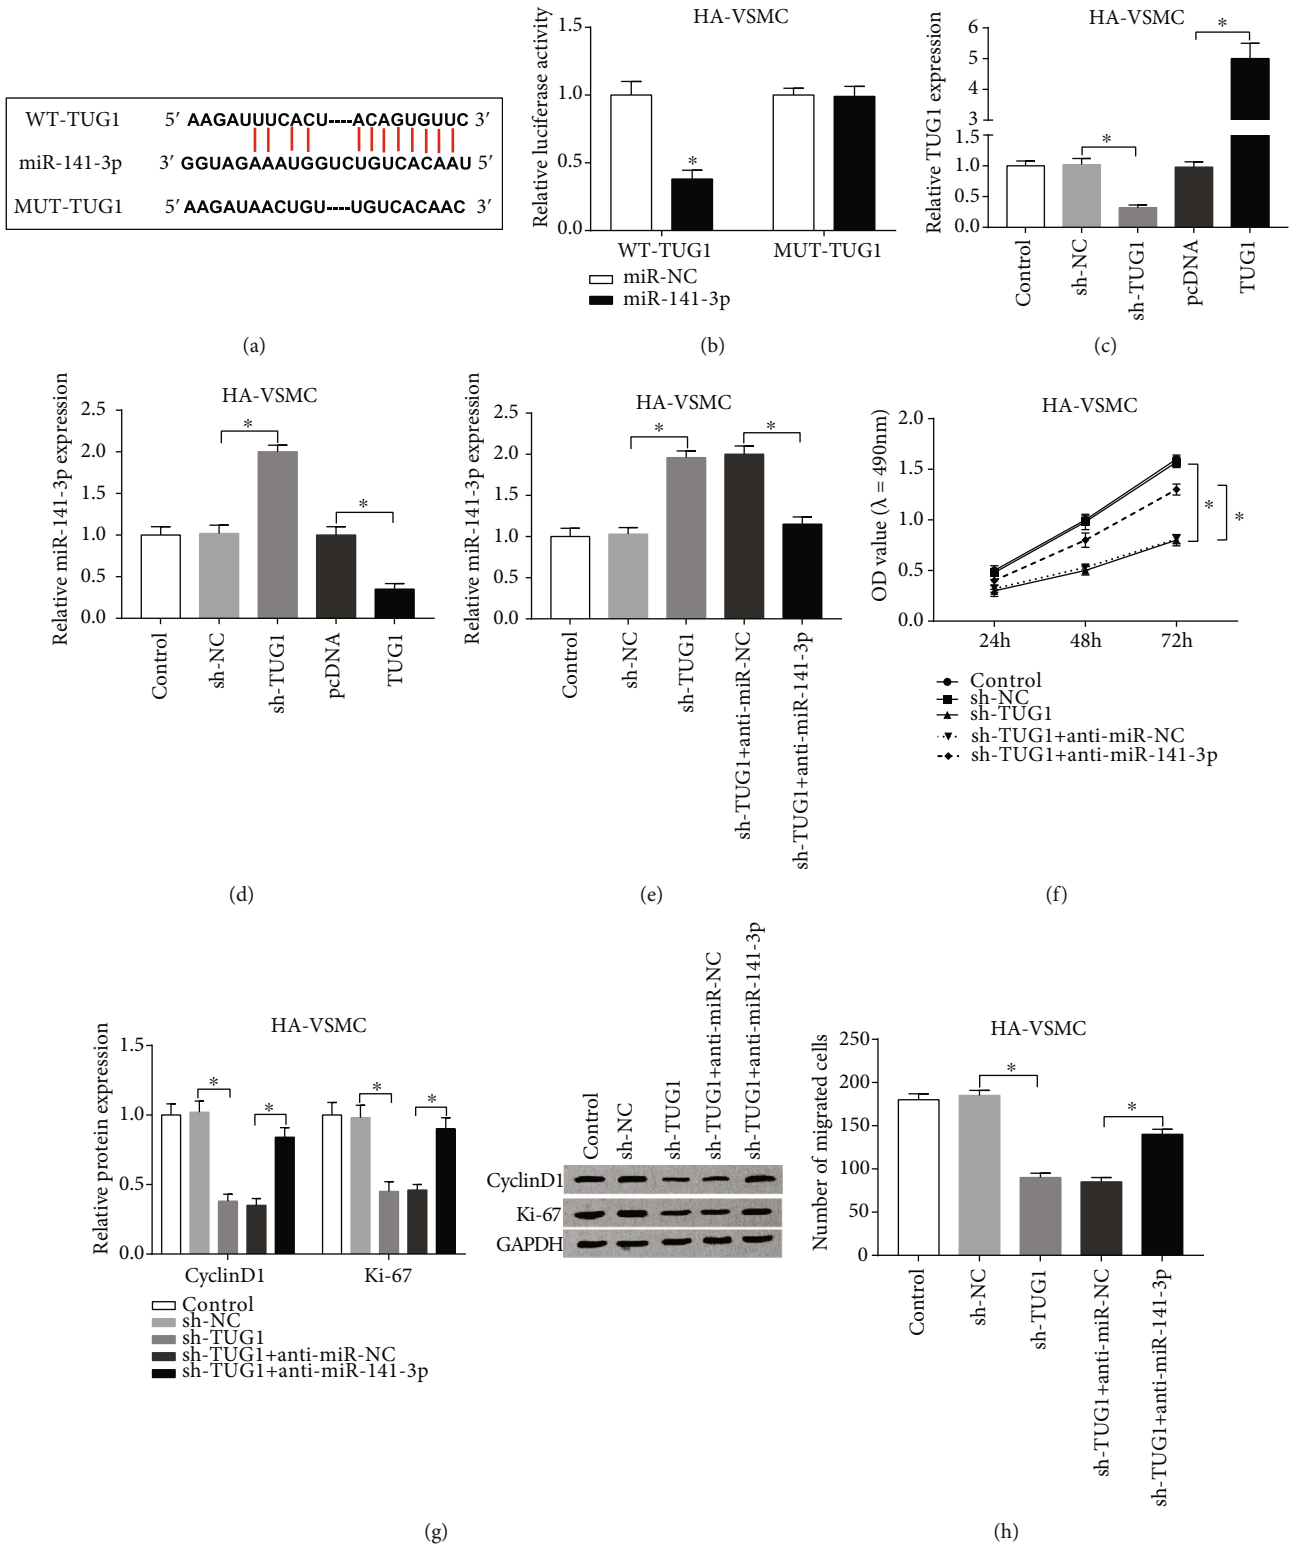 WT-TUG1 5′ AAGAUUUCACU----ACAGUGUUC 3′
miR-141-3p 3′ GGUAGAAAUGGUCUGUCACAAU 5′
MUT-TUG1 5′ AAGAUAACUGU----UGUCACAAC 3′
(a)
HA-VSMC
Relative luciferase activity
1.5
1.0
0.5
0.0
*
WT-TUG1 MUT-TUG1
miR-NC
miR-141-3p
(b)
HA-VSMC
Relative TUG1 expression
6
5
4
3
1.5
1.0
0.5
0.0
* *
Control
sh-NC
sh-TUG1
pcDNA
TUG1
(c)
HA-VSMC
Relative miR-141-3p expression
2.5
2.0
1.5
1.0
0.5
0.0
* *
Control
sh-NC
sh-TUG1
pcDNA
TUG1
(d)
HA-VSMC
Relative miR-141-3p expression
2.5
2.0
1.5
1.0
0.5
0.0
* *
Control
sh-NC
sh-TUG1
sh-TUG1+anti-miR-NC
sh-TUG1+anti-miR-141-3p
(e)
HA-VSMC
OD value (λ = 490nm)
2.0
1.5
1.0
0.5
0.0
* *
24h 48h 72h
Control
sh-NC
sh-TUG1
sh-TUG1+anti-miR-NC
sh-TUG1+anti-miR-141-3p
(f)
HA-VSMC
Relative protein expression
1.5
1.0
0.5
0.0
* * * *
CyclinD1 Ki-67
Control
sh-NC
sh-TUG1
sh-TUG1+anti-miR-NC
sh-TUG1+anti-miR-141-3p
Control
sh-NC
sh-TUG1
sh-TUG1+anti-miR-NC
sh-TUG1+anti-miR-141-3p
CyclinD1
Ki-67
GAPDH
(g)
HA-VSMC
Number of migrated cells
250
200
150
100
50
0
* *
Control
sh-NC
sh-TUG1
sh-TUG1+anti-miR-NC
sh-TUG1+anti-miR-141-3p
(h)